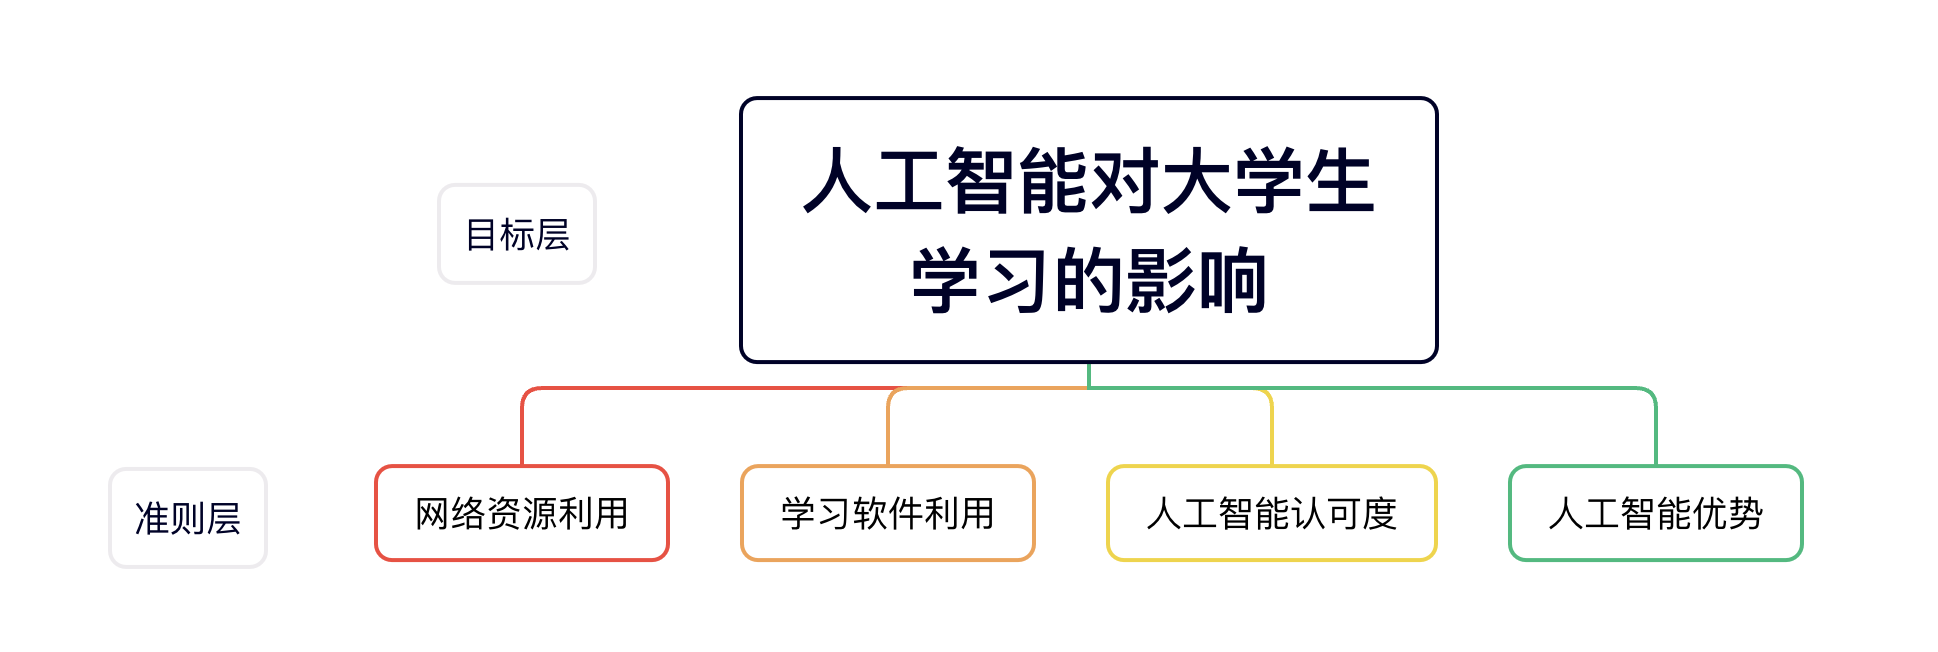 人工智能对大学生
学习的影响
目标层
准则层
网络资源利用
学习软件利用
人工智能认可度
人工智能优势